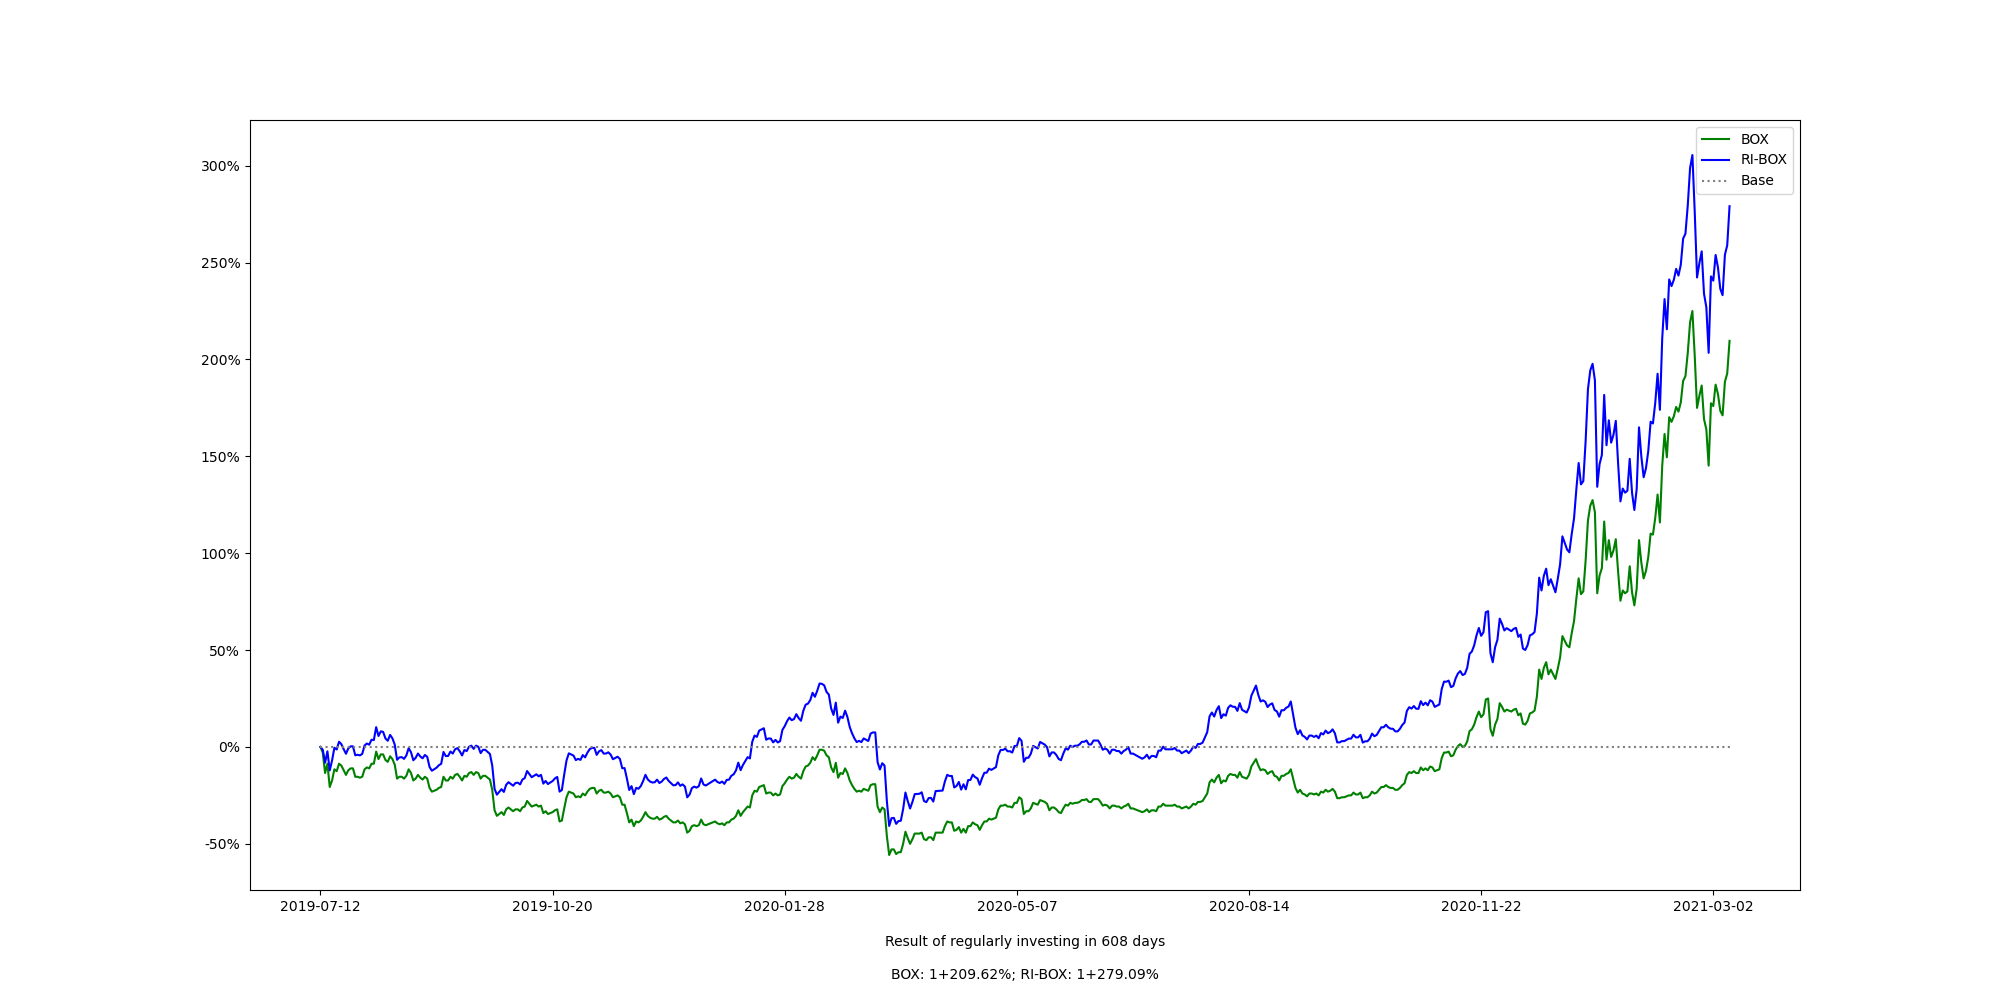 BOX
RI-BOX
Base
300%
250%
200%
150%
100%
50%
0%
-50%
2019-07-12 2019-10-20 2020-01-28 2020-05-07 2020-08-14 2020-11-22 2021-03-02
Result of regularly investing in 608 days
BOX: 1+209.62%; RI-BOX: 1+279.09%